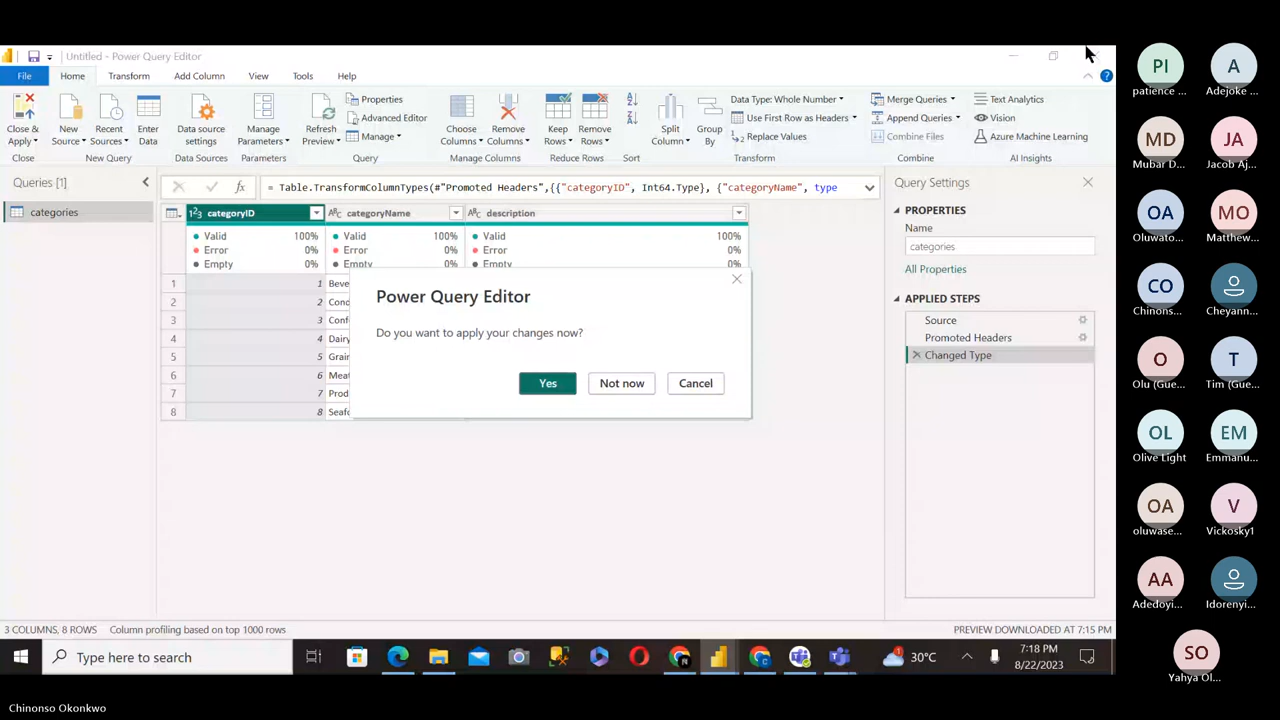 Untitled - Power Query Editor
File Home Transform Add Column View Tools Help
Close & Apply
New Source
Recent Sources
Enter Data
Data source settings
Manage Parameters
Refresh Preview
Properties
Advanced Editor
Manage
Choose Columns
Remove Columns
Keep Rows
Remove Rows
Split Column
Group By
Data Type: Whole Number
Use First Row as Headers
Replace Values
Merge Queries
Append Queries
Combine Files
Text Analytics
Vision
Azure Machine Learning
Close New Query Data Sources Parameters Query Manage Columns Reduce Rows Sort Transform Combine AI Insights
Queries [1]
categories
fx = Table.TransformColumnTypes(#"Promoted Headers",{{"categoryID", Int64.Type}, {"categoryName", type
categoryID categoryName description
Valid 100% Valid 100% Valid 100%
Error 0% Error 0% Error 0%
Empty 0% Empty 0% Empty 0%
1 1 Beve
2 2 Cond
3 3 Conf
4 4 Dairy
5 5 Grain
6 6 Meat
7 7 Prod
8 8 Seafo
Power Query Editor
Do you want to apply your changes now?
Yes Not now Cancel
Query Settings
PROPERTIES
Name
categories
All Properties
APPLIED STEPS
Source
Promoted Headers
Changed Type
3 COLUMNS, 8 ROWS Column profiling based on top 1000 rows
PREVIEW DOWNLOADED AT 7:15 PM
Type here to search
30°C
7:18 PM
8/22/2023
PI A
patience ... Adejoke ...
MD JA
Mubar D... Jacob Aj...
OA MO
Oluwato... Matthew...
CO
Chinons... Cheyann...
O T
Olu (Gue... Tim (Gue...
OL EM
Olive Light Emmanu...
OA V
oluwase... Vickosky1
AA
Adedoyi... Idorenyi...
SO
Yahya Ol...
Chinonso Okonkwo